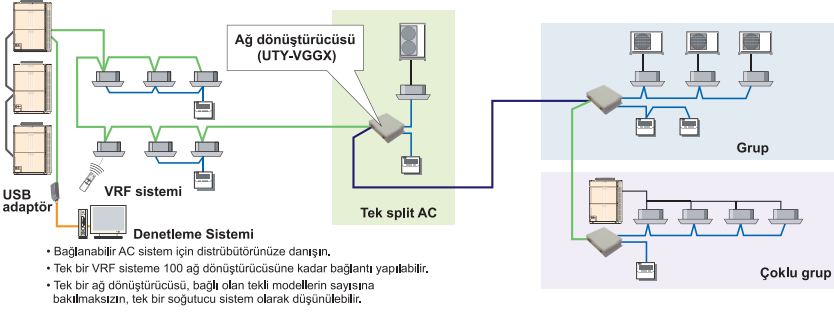 Ağ dönüştürücüsü
(UTY-VGGX)
USB
adaptör
VRF sistemi
Denetleme Sistemi
Tek split AC
Grup
Çoklu grup
• Bağlanabilir AC sistem için distrübütörünüze danışın.
• Tek bir VRF sisteme 100 ağ dönüştürücüsüne kadar bağlantı yapılabilir.
• Tek bir ağ dönüştürücüsü, bağlı olan tekli modellerin sayısına
bakılmaksızın, tek bir soğutucu sistem olarak düşünülebilir.